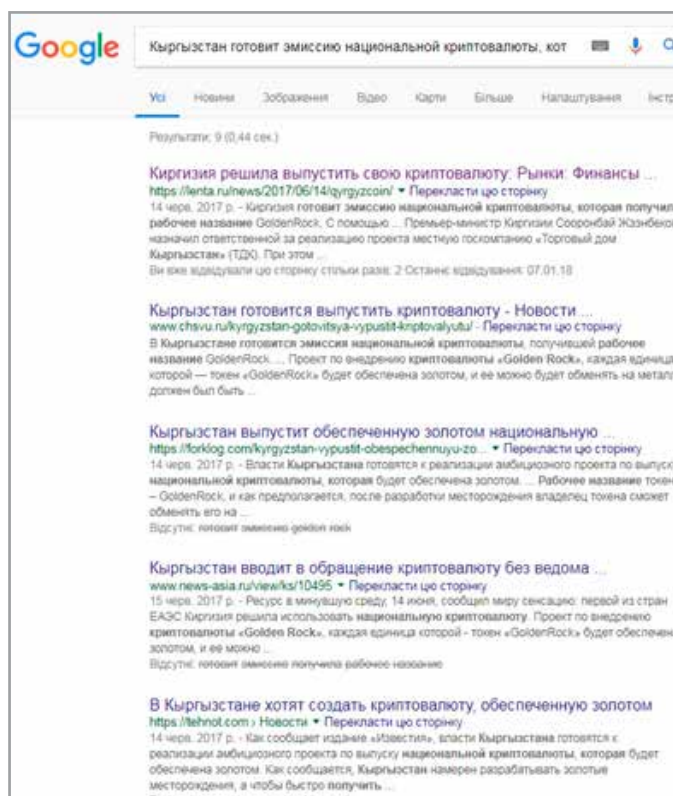 Google
Кыргызстан готовит эмиссию национальной криптовалюты, кот
Усі Новини Зображення Відео Карти Більше Налаштування Інстр
Результати: 9 (0,44 сек.)
Киргизия решила выпустить свою криптовалюту: Рынки: Финансы ...
https://lenta.ru/news/2017/06/14/qyrgyzcoin/ ▾ Перекласти цю сторінку
14 черв. 2017 р. - Киргизия готовит эмиссию национальной криптовалюты, которая получил
рабочее название GoldenRock. С помощью ... Премьер-министр Киргизии Сооронбай Жээнбеков
назначил ответственной за реализацию проекта местную госкомпанию «Торговый дом
Кыргызстан» (ТДК). При этом ...
Ви вже відвідували цю сторінку стільки разів: 2 Останнє відвідування: 07.01.18
Кыргызстан готовится выпустить криптовалюту - Новости ...
www.chsvu.ru/kyrgyzstan-gotovitsya-vypustit-kriptovalyutu/ - Перекласти цю сторінку
В Кыргызстане готовится эмиссия национальной криптовалюты, получившей рабочее
название GoldenRock. ... Проект по внедрению криптовалюты «Golden Rock», каждая единица
которой — токен «GoldenRock» будет обеспечена золотом, и ее можно будет обменять на метал
должен был быть ...
Кыргызстан выпустит обеспеченную золотом национальную ...
https://forklog.com/kyrgyzstan-vypustit-obespechennuyu-zo... ▾ Перекласти цю сторінку
14 черв. 2017 р. - Власти Кыргызстана готовятся к реализации амбициозного проекта по выпуск
национальной криптовалюты, которая будет обеспечена золотом. ... Рабочее название токен
– GoldenRock, и как предполагается, после разработки месторождения владелец токена сможет
обменять его на ...
Відсутні: готовит эмиссию golden rock
Кыргызстан вводит в обращение криптовалюту без ведома ...
www.news-asia.ru/view/ks/10495 ▾ Перекласти цю сторінку
15 черв. 2017 р. - Ресурс в минувшую среду, 14 июня, сообщил миру сенсацию: первой из стран
ЕАЭС Киргизия решила использовать национальную криптовалюту. Проект по внедрению
криптовалюты «Golden Rock», каждая единица которой - токен «GoldenRock» будет обеспечен
золотом, и ее можно ...
Відсутні: готовит эмиссию получила рабочее название
В Кыргызстане хотят создать криптовалюту, обеспеченную золотом
https://tehnot.com › Новости ▾ Перекласти цю сторінку
14 черв. 2017 р. - Как сообщает издание «Известия», власти Кыргызстана готовятся к
реализации амбициозного проекта по выпуску национальной криптовалюты, которая будет
обеспечена золотом. Как сообщается, Кыргызстан намерен разрабатывать золотые
месторождения, а чтобы быстро получить ...